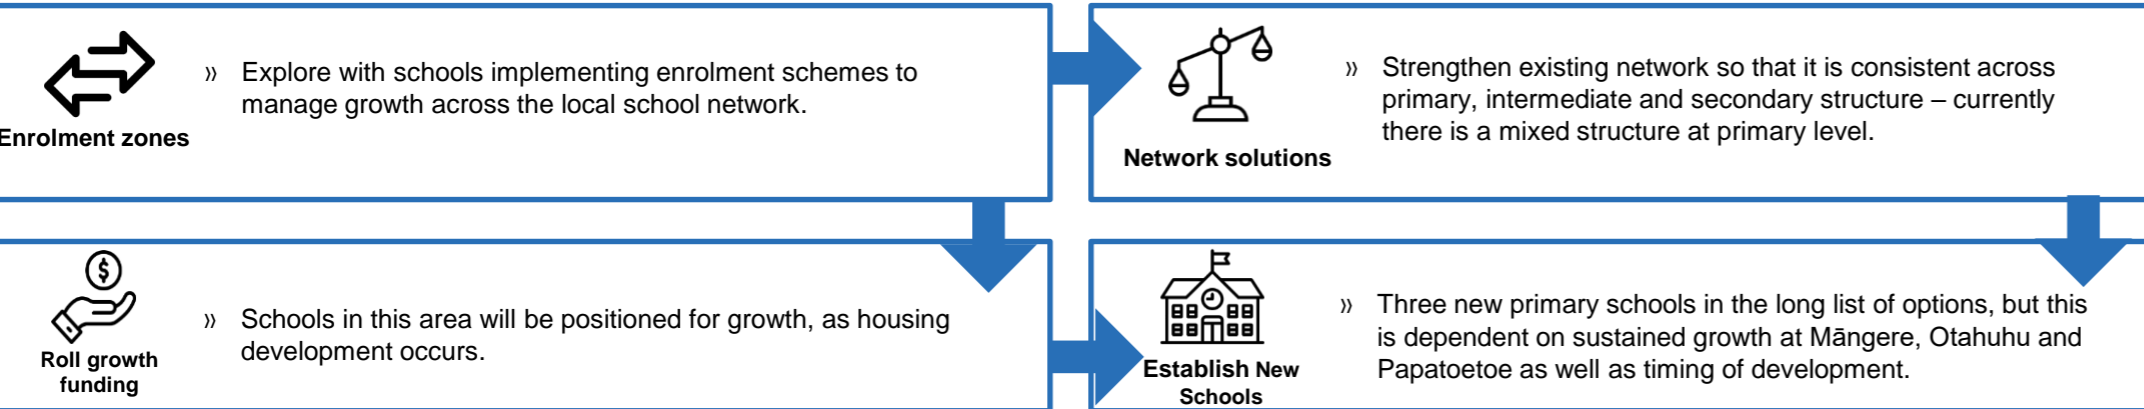 » Explore with schools implementing enrolment schemes to
manage growth across the local school network.
Enrolment zones
» Strengthen existing network so that it is consistent across
primary, intermediate and secondary structure – currently
there is a mixed structure at primary level.
Network solutions
$
» Schools in this area will be positioned for growth, as housing
development occurs.
Roll growth
funding
» Three new primary schools in the long list of options, but this
is dependent on sustained growth at Māngere, Otahuhu and
Papatoetoe as well as timing of development.
Establish New
Schools